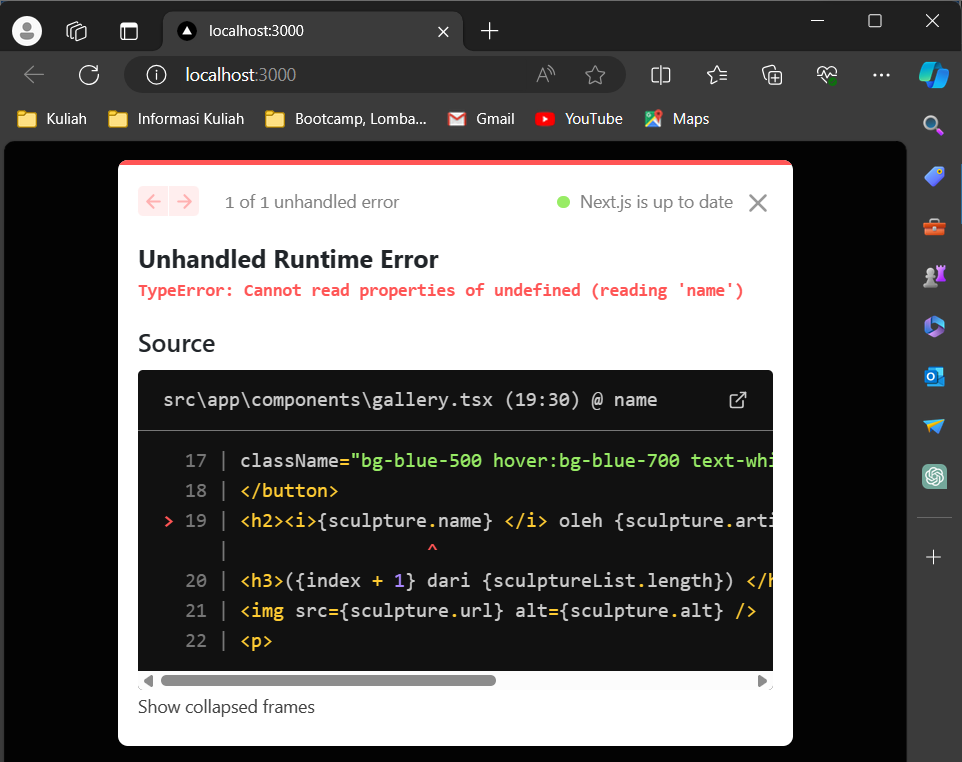 localhost:3000
localhost:3000
Kuliah
Informasi Kuliah
Bootcamp, Lomba...
Gmail
YouTube
Maps
1 of 1 unhandled error
Next.js is up to date
Unhandled Runtime Error
TypeError: Cannot read properties of undefined (reading 'name')
Source
src\app\components\gallery.tsx (19:30) @ name
17 | className="bg-blue-500 hover:bg-blue-700 text-whi
18 | </button>
> 19 | <h2><i>{sculpture.name} </i> oleh {sculpture.arti
| ^
20 | <h3>({index + 1} dari {sculptureList.length}) </h
21 | <img src={sculpture.url} alt={sculpture.alt} />
22 | <p>
Show collapsed frames